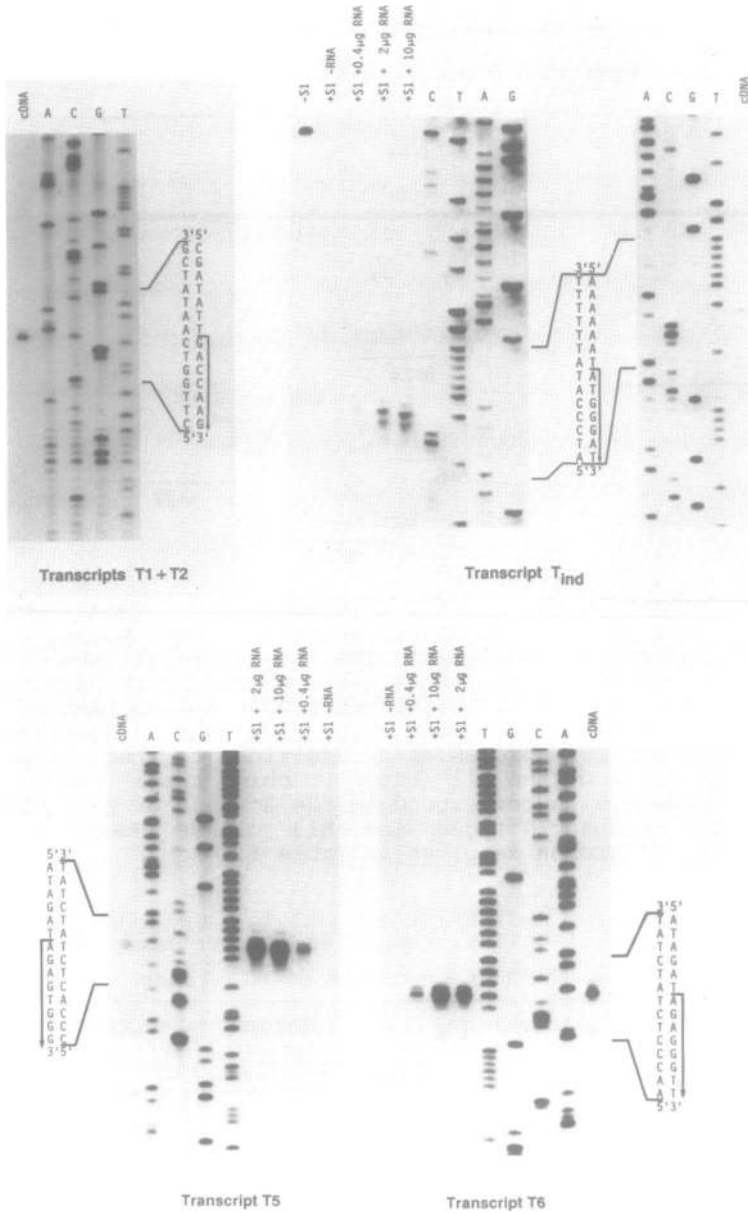 cDNA
A C G T
3'5'
G C
C G
T A
A T
T A
A T
A T
C G
T A
G C
G C
T A
T A
C G
5'3'
Transcripts T1 + T2
-S1
+S1 -RNA
+S1 +0.4µg RNA
+S1 + 2µg RNA
+S1 + 10µg RNA
C T A G
3'5'
T A
T A
T A
T A
T A
T A
A T
T A
A T
C G
C G
C G
C G
T A
A T
5'3'
A C G T
cDNA
Transcript Tind
5'3'
A T
T A
A T
G C
A T
T A
A T
G C
A T
G C
T A
G C
G C
G C
3'5'
cDNA
A C G T
+S1 + 2µg RNA
+S1 + 10µg RNA
+S1 +0.4µg RNA
+S1 -RNA
Transcript T5
+S1 -RNA
+S1 +0.4µg RNA
+S1 + 10µg RNA
+S1 + 2µg RNA
T G C A
cDNA
3'5'
T A
A T
T A
C G
T A
A T
T A
C G
T A
C G
C G
C G
A T
A T
5'3'
Transcript T6